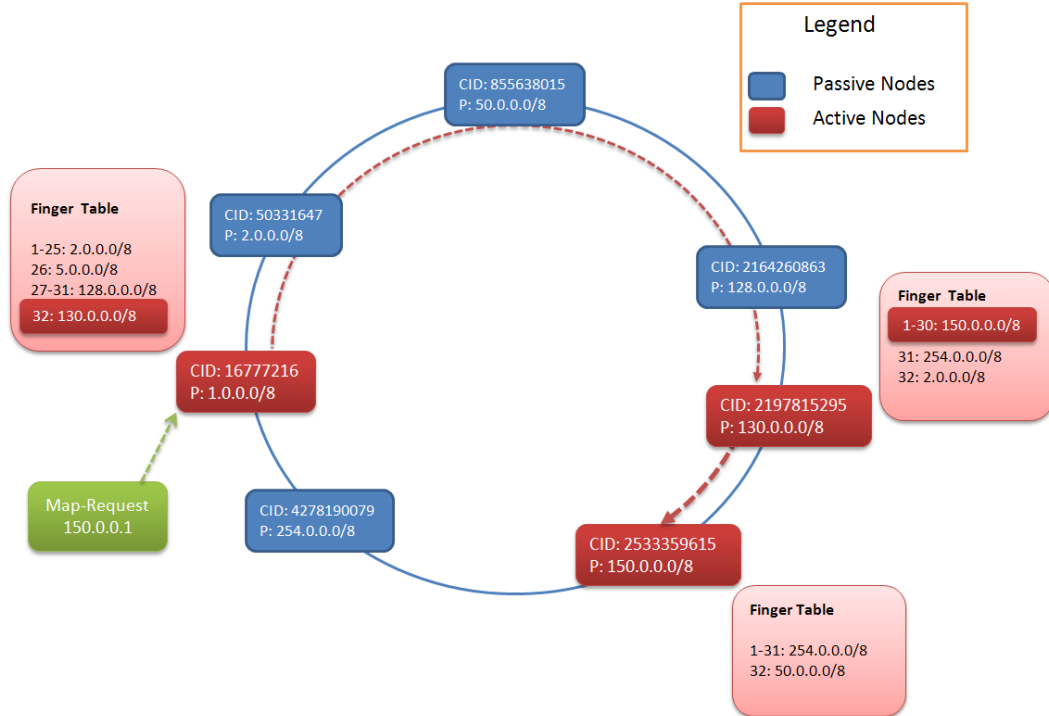 Legend
Passive Nodes
Active Nodes
CID: 855638015
P: 50.0.0.0/8
CID: 50331647
P: 2.0.0.0/8
CID: 2164260863
P: 128.0.0.0/8
Finger Table
1-25: 2.0.0.0/8
26: 5.0.0.0/8
27-31: 128.0.0.0/8
32: 130.0.0.0/8
Finger Table
1-30: 150.0.0.0/8
31: 254.0.0.0/8
32: 2.0.0.0/8
CID: 16777216
P: 1.0.0.0/8
CID: 2197815295
P: 130.0.0.0/8
Map-Request
150.0.0.1
CID: 4278190079
P: 254.0.0.0/8
CID: 2533359615
P: 150.0.0.0/8
Finger Table
1-31: 254.0.0.0/8
32: 50.0.0.0/8